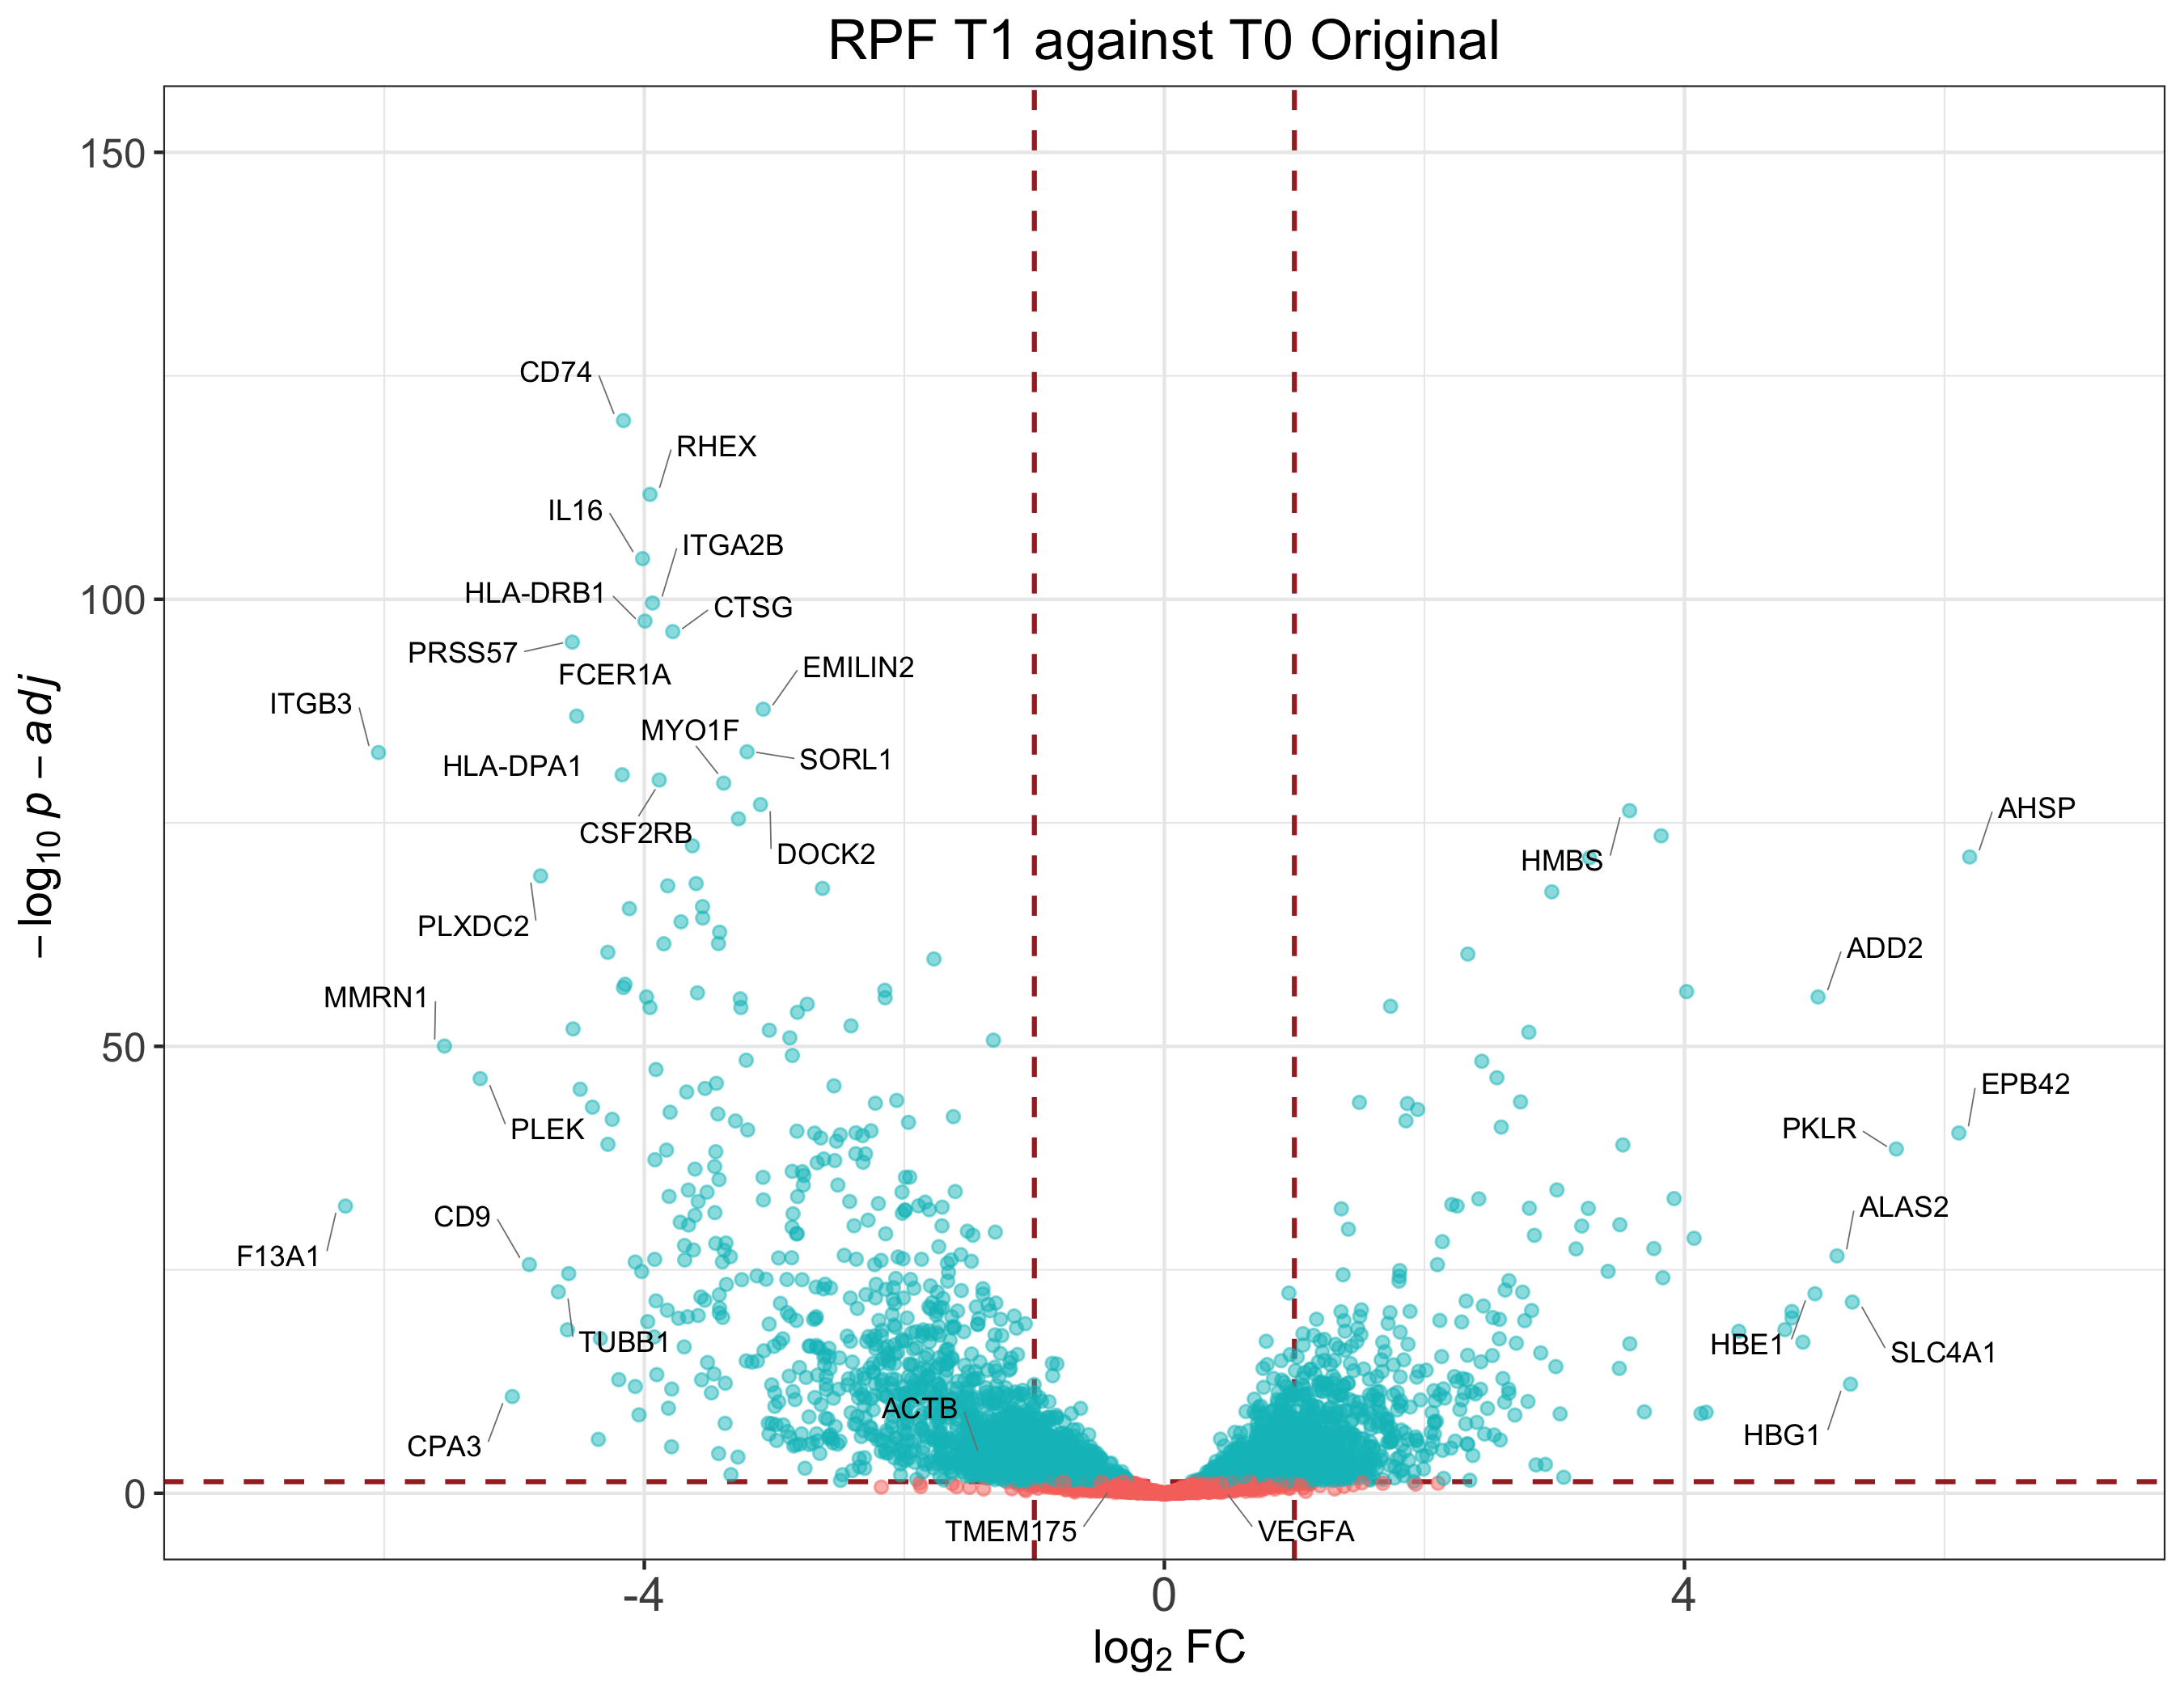 RPF T1 against T0 Original
150
CD74
RHEX
IL16
ITGA2B
HLA-DRB1
100
CTSG
PRSS57
FCER1A
EMILIN2
ITGB3
MYO1F
SORL1
HLA-DPA1
AHSP
CSF2RB
DOCK2
HMBS
PLXDC2
ADD2
MMRN1
50
EPB42
PLEK
PKLR
ALAS2
CD9
F13A1
TUBB1
HBE1
SLC4A1
ACTB
HBG1
CPA3
0
TMEM175
VEGFA
-4
0
4
log2 FC
−log10 p − adj